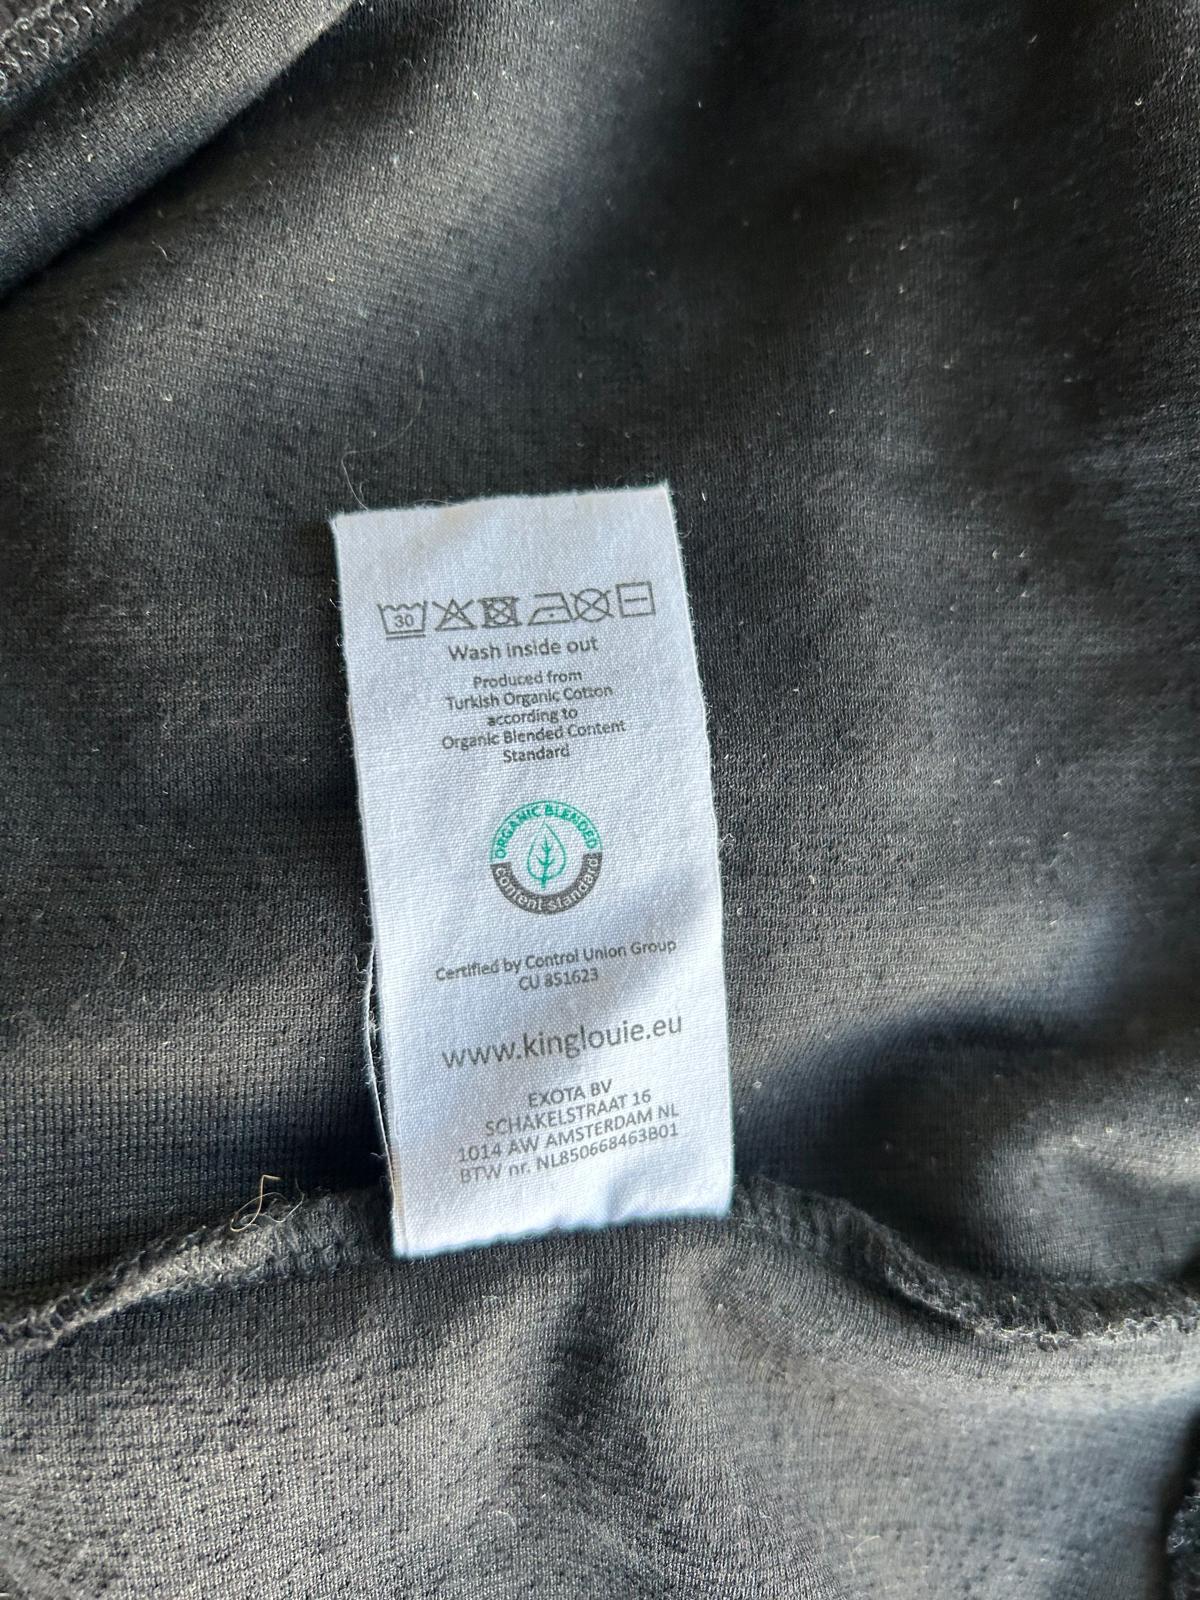 30
Wash inside out
Produced from
Turkish Organic Cotton
according to
Organic Blended Content
Standard
ORGANIC BLENDED
content standard
Certified by Control Union Group
CU 851623
www.kinglouie.eu
EXOTA BV
SCHAKELSTRAAT 16
1014 AW AMSTERDAM NL
BTW nr. NL850668463B01